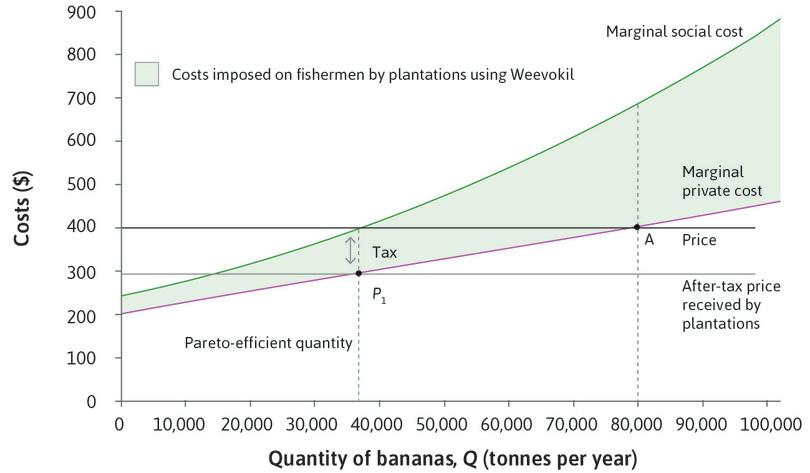 900
800
700
600
500
400
300
200
100
0
Costs ($)
Marginal social cost
Costs imposed on fishermen by plantations using Weevokil
Marginal
private cost
A
Price
Tax
P1
After-tax price
received by
plantations
Pareto-efficient quantity
0 10,000 20,000 30,000 40,000 50,000 60,000 70,000 80,000 90,000 100,000
Quantity of bananas, Q (tonnes per year)